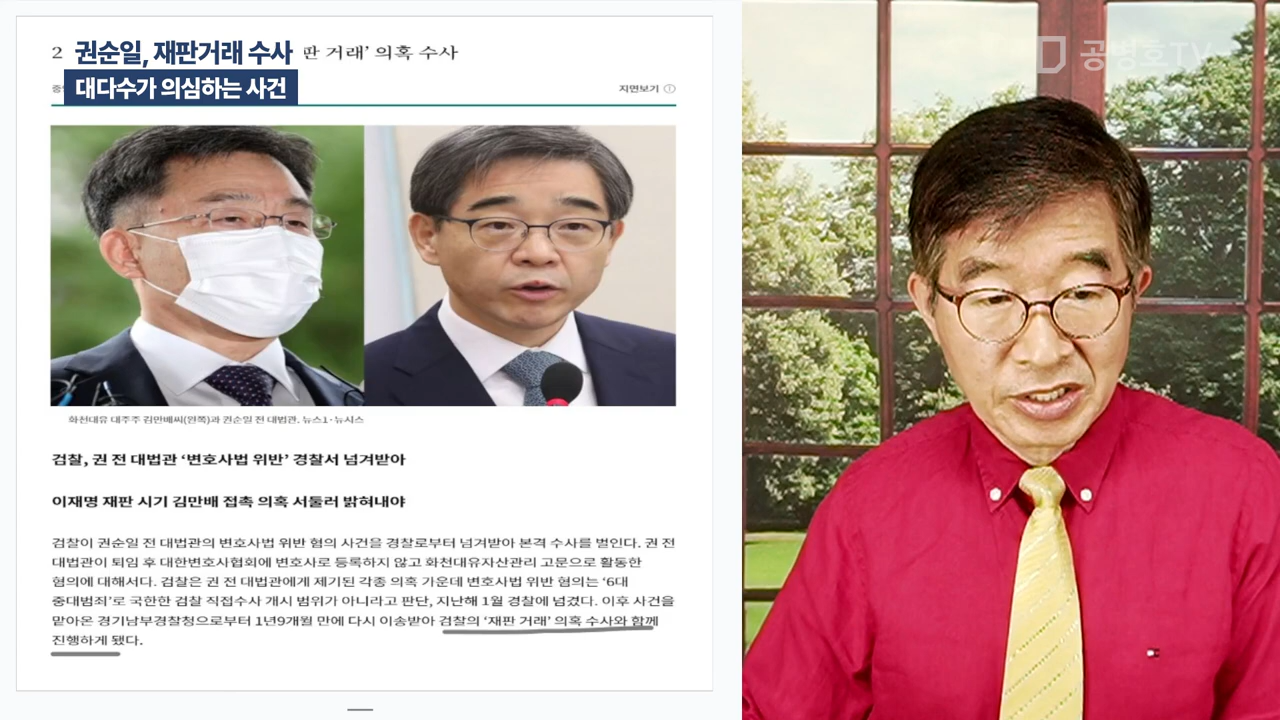 2 권순일, 재판거래 수사 판 거래’ 의혹 수사
대다수가 의심하는 사건
지면보기 ⓘ
공병호TV
화천대유 대주주 김만배씨(왼쪽)과 권순일 전 대법관. 뉴스1·뉴시스
검찰, 권 전 대법관 ‘변호사법 위반’ 경찰서 넘겨받아
이재명 재판 시기 김만배 접촉 의혹 서둘러 밝혀내야
검찰이 권순일 전 대법관의 변호사법 위반 혐의 사건을 경찰로부터 넘겨받아 본격 수사를 벌인다. 권 전
대법관이 퇴임 후 대한변호사협회에 변호사로 등록하지 않고 화천대유자산관리 고문으로 활동한
혐의에 대해서다. 검찰은 권 전 대법관에게 제기된 각종 의혹 가운데 변호사법 위반 혐의는 ‘6대
중대범죄’로 국한한 검찰 직접수사 개시 범위가 아니라고 판단, 지난해 1월 경찰에 넘겼다. 이후 사건을
맡아온 경기남부경찰청으로부터 1년9개월 만에 다시 이송받아 검찰의 ‘재판 거래’ 의혹 수사와 함께
진행하게 됐다.